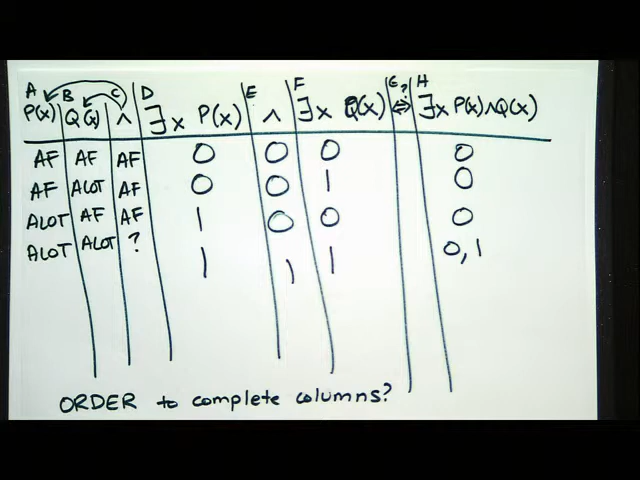 A B C D E F G? H
P(x) Q(x) ∧ ∃x P(x) ∧ ∃x Q(x) ⇔ ∃x P(x)∧Q(x)
AF AF AF 0 0 0 0
AF ALOT AF 0 0 1 0
ALOT AF AF 1 0 0 0
ALOT ALOT ? 1 1 1 0,1
ORDER to complete columns?